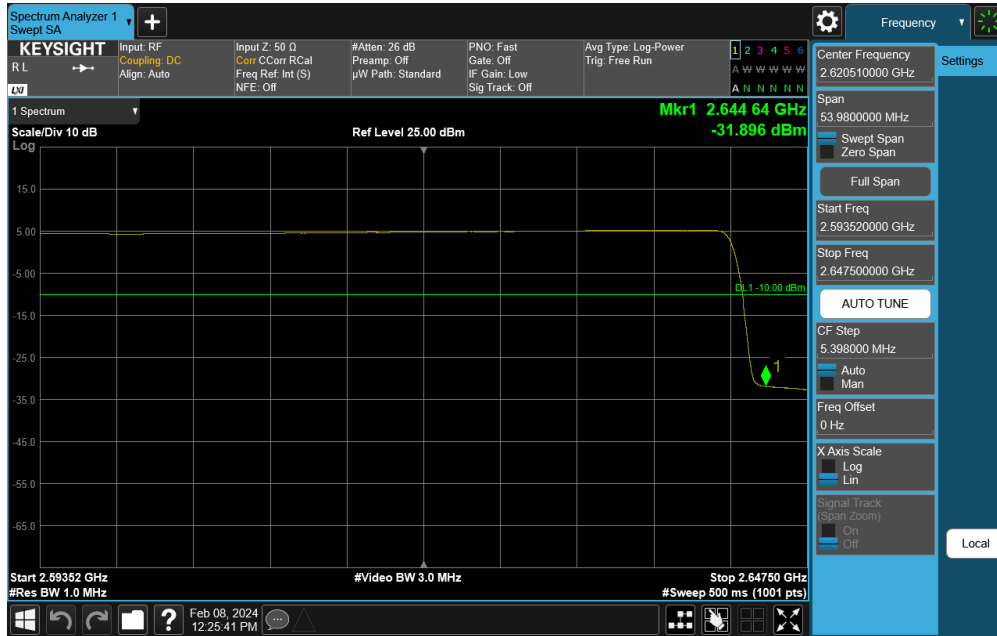 Spectrum Analyzer 1
Swept SA
+
Frequency
KEYSIGHT
R L
LXI
Input: RF
Coupling: DC
Align: Auto
Input Z: 50 Ω
Corr CCorr RCal
Freq Ref: Int (S)
NFE: Off
#Atten: 26 dB
Preamp: Off
µW Path: Standard
PNO: Fast
Gate: Off
IF Gain: Low
Sig Track: Off
Avg Type: Log-Power
Trig: Free Run
1 2 3 4 5 6
A W W W W W
A N N N N N
1 Spectrum
Scale/Div 10 dB
Log
Ref Level 25.00 dBm
Mkr1 2.644 64 GHz
-31.896 dBm
15.0
5.00
-5.00
-15.0
-25.0
-35.0
-45.0
-55.0
-65.0
DL1 -10.00 dBm
1
Start 2.59352 GHz
#Res BW 1.0 MHz
#Video BW 3.0 MHz
Stop 2.64750 GHz
#Sweep 500 ms (1001 pts)
?
Feb 08, 2024
12:25:41 PM
Center Frequency
2.620510000 GHz
Settings
Span
53.9800000 MHz
Swept Span
Zero Span
Full Span
Start Freq
2.593520000 GHz
Stop Freq
2.647500000 GHz
AUTO TUNE
CF Step
5.398000 MHz
Auto
Man
Freq Offset
0 Hz
X Axis Scale
Log
Lin
Signal Track
(Span Zoom)
On
Off
Local